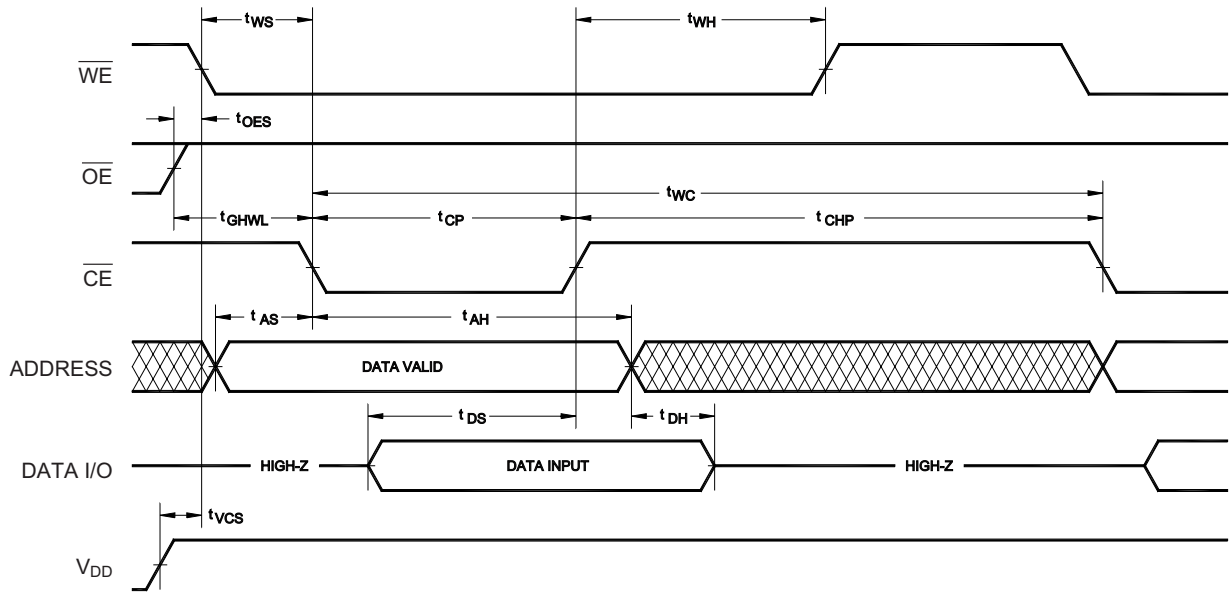 tWS
tWH
WE
tOES
OE
tWC
tGHWL
tCP
tCHP
CE
tAS
tAH
ADDRESS
DATA VALID
tDS
tDH
DATA I/O
HIGH-Z
DATA INPUT
HIGH-Z
tVCS
VDD